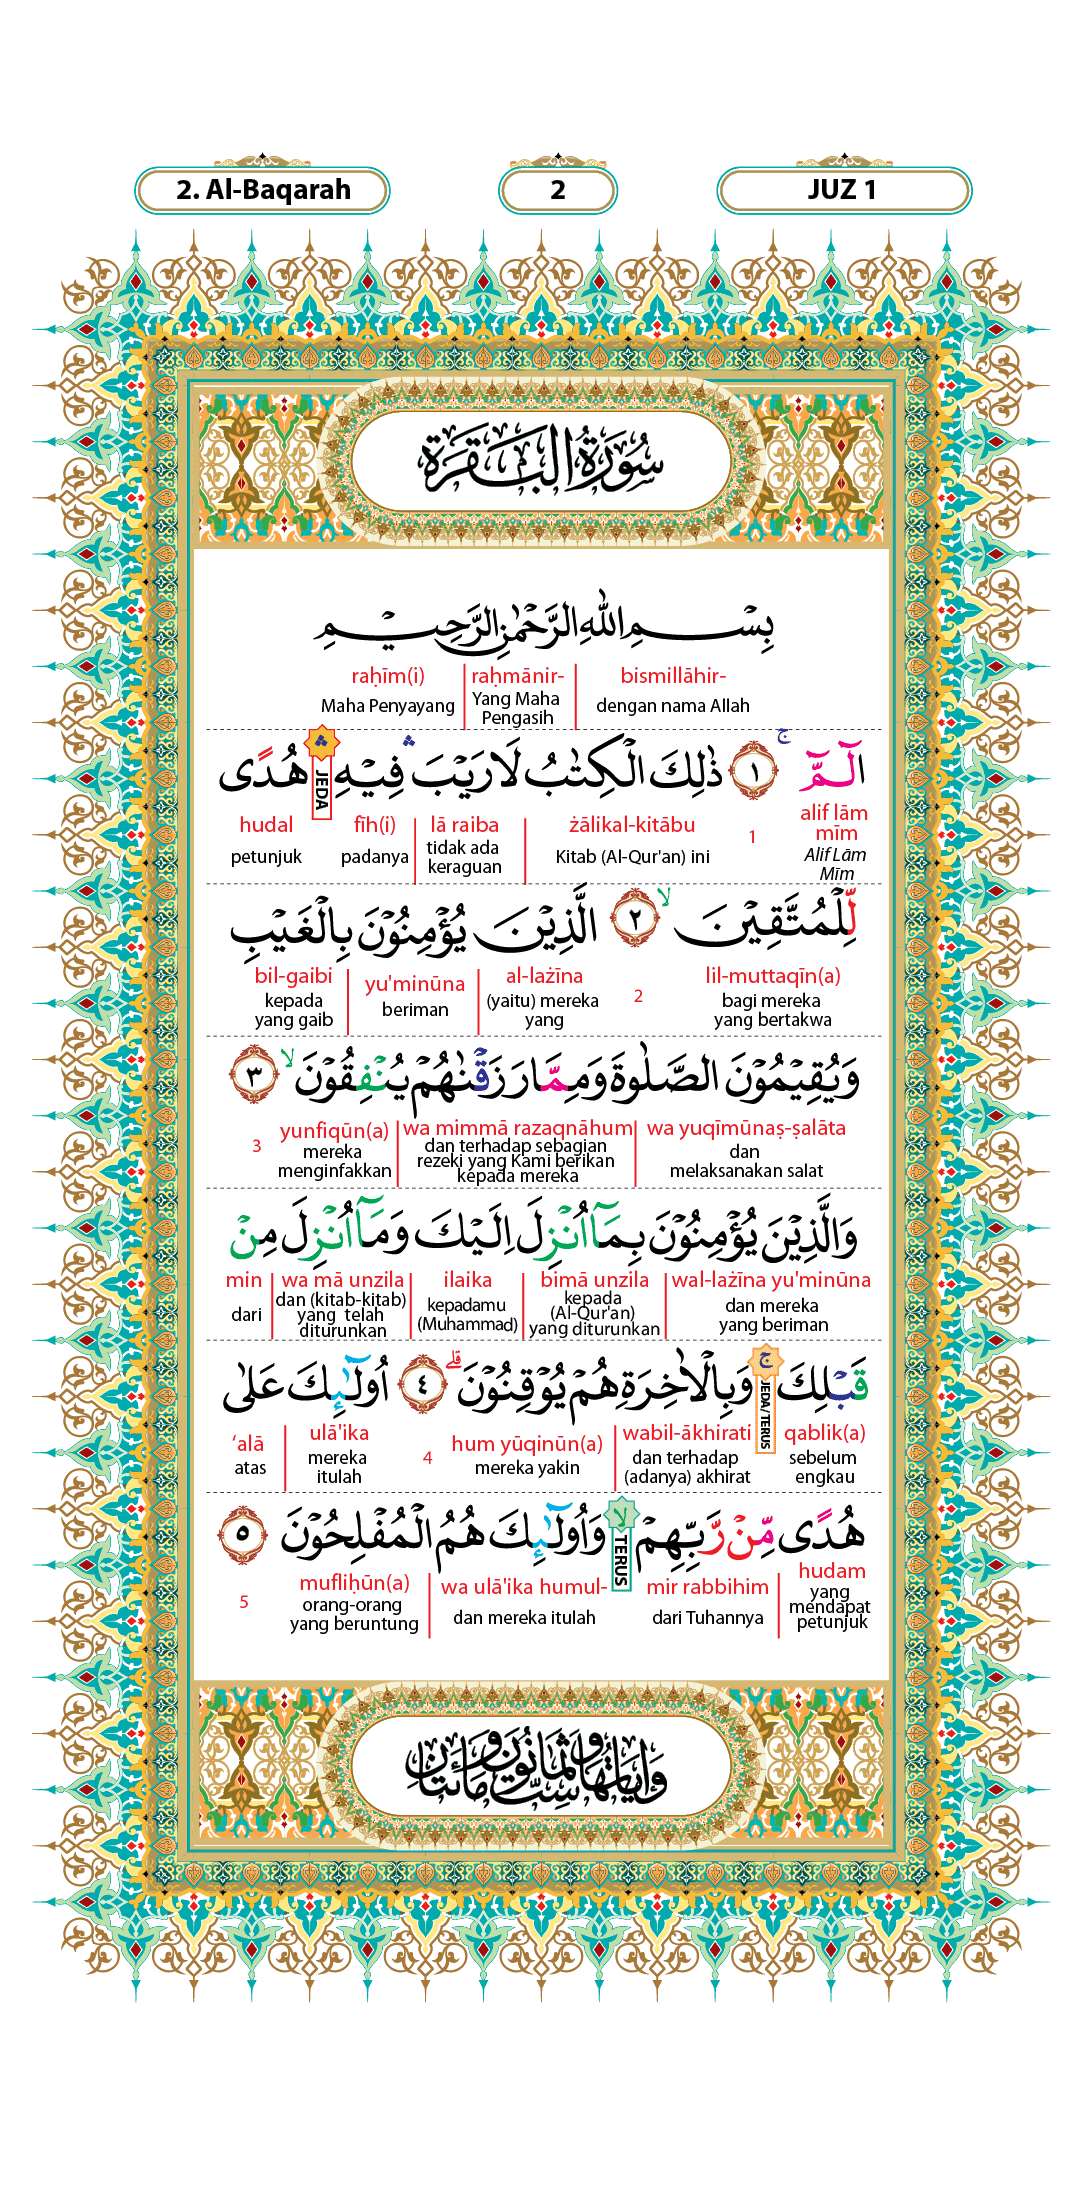 2. Al-Baqarah 2 JUZ 1
سُوْرَةُ الْبَقَرَةِ
بِسْمِ اللّٰهِ الرَّحْمٰنِ الرَّحِيْمِ
bismillāhir- raḥmānir- raḥīm(i)
dengan nama Allah Yang Maha Pengasih Maha Penyayang
الۤمّۤ ۚ ١ ذٰلِكَ الْكِتٰبُ لَا رَيْبَ ۛ فِيْهِ ۛ JEDA هُدًى
alif lām mīm 1 żālikal-kitābu lā raiba fīh(i) hudal
Alif Lām Mīm Kitab (Al-Qur'an) ini tidak ada keraguan padanya petunjuk
لِّلْمُتَّقِيْنَ ۙ ٢ الَّذِيْنَ يُؤْمِنُوْنَ بِالْغَيْبِ
lil-muttaqīn(a) 2 al-lażīna yu'minūna bil-gaibi
bagi mereka yang bertakwa (yaitu) mereka yang beriman kepada yang gaib
وَيُقِيْمُوْنَ الصَّلٰوةَ وَمِمَّا رَزَقْنٰهُمْ يُنْفِقُوْنَ ۙ ٣
wa yuqīmūnaṣ-ṣalāta wa mimmā razaqnāhum yunfiqūn(a) 3
dan melaksanakan salat dan terhadap sebagian rezeki yang Kami berikan kepada mereka mereka menginfakkan
وَالَّذِيْنَ يُؤْمِنُوْنَ بِمَآ اُنْزِلَ اِلَيْكَ وَمَآ اُنْزِلَ مِنْ
wal-lażīna yu'minūna bimā unzila ilaika wa mā unzila min
dan mereka yang beriman kepada (Al-Qur'an) yang diturunkan kepadamu (Muhammad) dan (kitab-kitab) yang telah diturunkan dari
قَبْلِكَ ۚ JEDA/TERUS وَبِالْاٰخِرَةِ هُمْ يُوْقِنُوْنَ ۗ ٤ اُولٰۤىِٕكَ عَلٰى
qablik(a) wabil-ākhirati hum yūqinūn(a) 4 ulā'ika ‘alā
sebelum engkau dan terhadap (adanya) akhirat mereka yakin mereka itulah atas
هُدًى مِّنْ رَّبِّهِمْ ۙ TERUS وَاُولٰۤىِٕكَ هُمُ الْمُفْلِحُوْنَ ٥
hudam mir rabbihim wa ulā'ika humul- mufliḥūn(a) 5
yang mendapat petunjuk dari Tuhannya dan mereka itulah orang-orang yang beruntung
وَاٰيَاتُهَا مِائَتَانِ وَسِتٌّ وَثَمَانُوْنَ